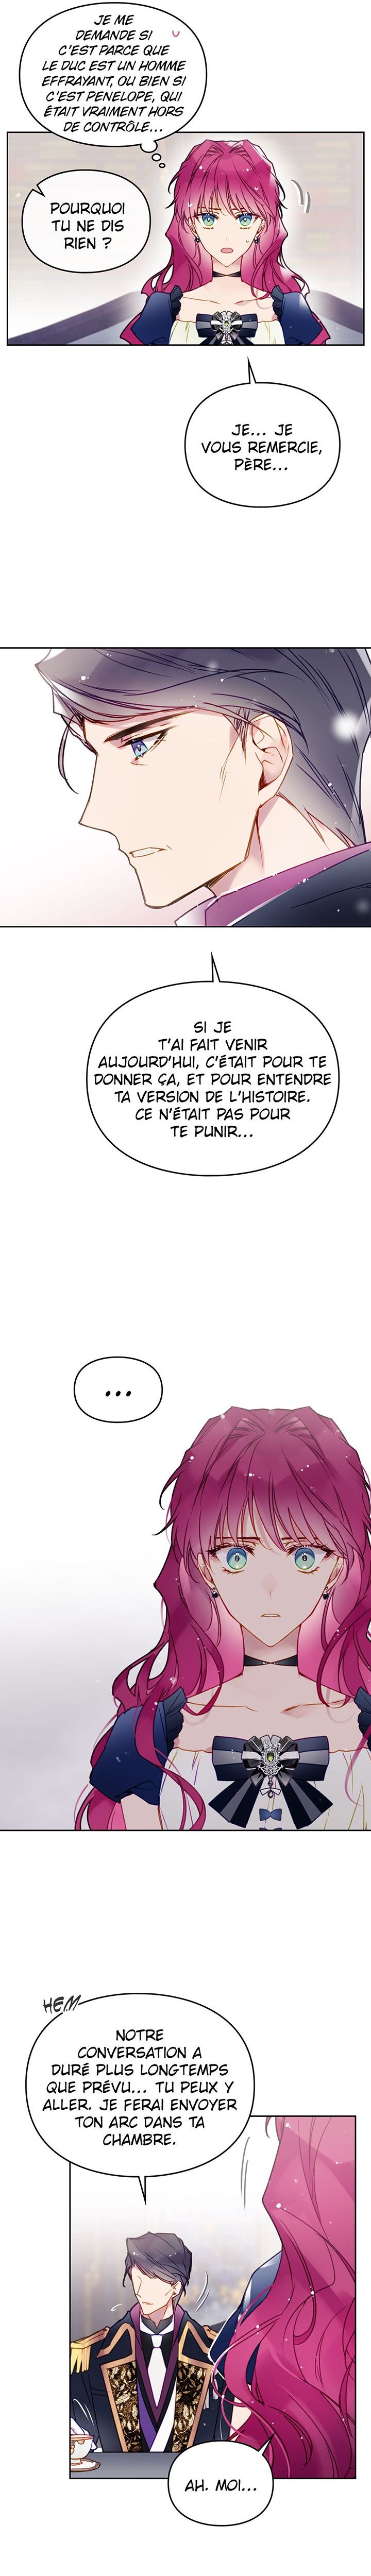 JE ME
DEMANDE SI
C'EST PARCE QUE
LE DUC EST UN HOMME
EFFRAYANT, OU BIEN SI
C'EST PENELOPE, QUI
ÉTAIT VRAIMENT HORS
DE CONTRÔLE...
POURQUOI
TU NE DIS
RIEN ?
JE... JE
VOUS REMERCIE,
PÈRE...
SI JE
T'AI FAIT VENIR
AUJOURD'HUI, C'ÉTAIT POUR TE
DONNER ÇA, ET POUR ENTENDRE
TA VERSION DE L'HISTOIRE.
CE N'ÉTAIT PAS POUR
TE PUNIR...
...
HEM
NOTRE
CONVERSATION A
DURÉ PLUS LONGTEMPS
QUE PRÉVU... TU PEUX Y
ALLER. JE FERAI ENVOYER
TON ARC DANS TA
CHAMBRE.
AH. MOI...